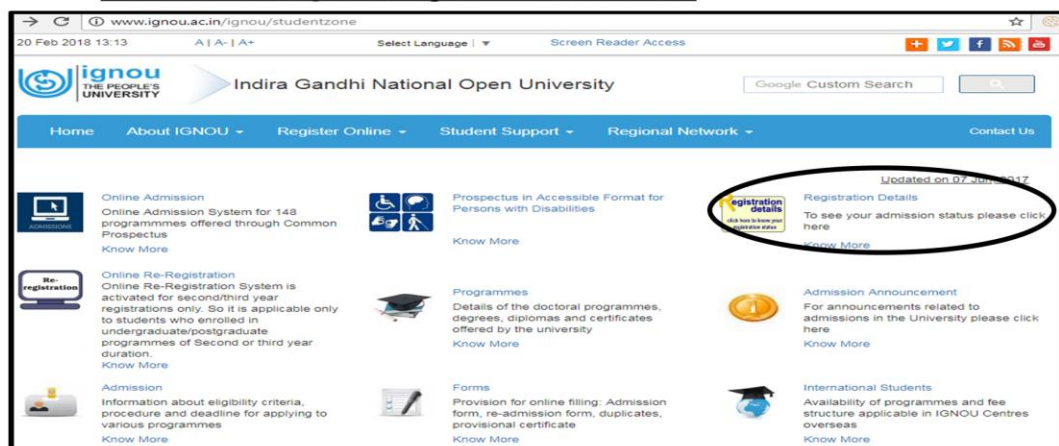 www.ignou.ac.in/ignou/studentzone
20 Feb 2018 13:13
A | A- | A+
Select Language ▼
Screen Reader Access
ignou
THE PEOPLE'S
UNIVERSITY
Indira Gandhi National Open University
Google Custom Search
Home
About IGNOU
Register Online
Student Support
Regional Network
Contact Us
Updated on 07 Jun, 2017
ADMISSIONS
Online Admission
Online Admission System for 148
programmmes offered through Common
Prospectus
Know More
Prospectus in Accessible Format for
Persons with Disabilities
Know More
egistration
details
click here to know your
registration status
Registration Details
To see your admission status please click
here
Know More
Re-
registration
Online Re-Registration
Online Re-Registration System is
activated for second/third year
registrations only. So it is applicable only
to students who enrolled in
undergraduate/postgraduate
programmes of Second or third year
duration.
Know More
Programmes
Details of the doctoral programmes,
degrees, diplomas and certificates
offered by the university
Know More
Admission Announcement
For announcements related to
admissions in the University please click
here
Know More
Admission
Information about eligibility criteria,
procedure and deadline for applying to
various programmes
Know More
Forms
Provision for online filling: Admission
form, re-admission form, duplicates,
provisional certificate
Know More
International Students
Availability of programmes and fee
structure applicable in IGNOU Centres
overseas
Know More